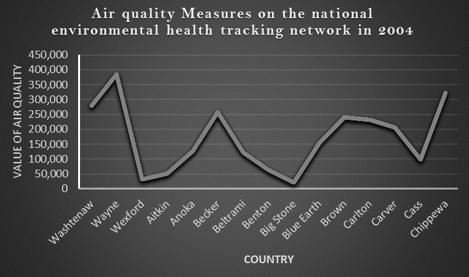 Air quality Measures on the national
environmental health tracking network in 2004
VALUE OF AIR QUALITY
450,000
400,000
350,000
300,000
250,000
200,000
150,000
100,000
50,000
0
Washtenaw
Wayne
Wexford
Aitkin
Anoka
Becker
Beltrami
Benton
Big Stone
Blue Earth
Brown
Carlton
Carver
Cass
Chippewa
COUNTRY